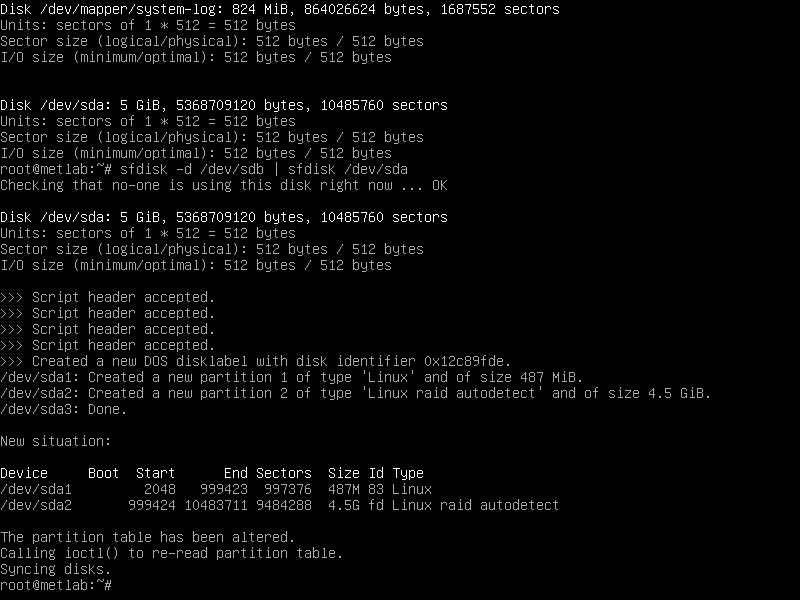 Disk /dev/mapper/system-log: 824 MiB, 864026624 bytes, 1687552 sectors
Units: sectors of 1 * 512 = 512 bytes
Sector size (logical/physical): 512 bytes / 512 bytes
I/O size (minimum/optimal): 512 bytes / 512 bytes
Disk /dev/sda: 5 GiB, 5368709120 bytes, 10485760 sectors
Units: sectors of 1 * 512 = 512 bytes
Sector size (logical/physical): 512 bytes / 512 bytes
I/O size (minimum/optimal): 512 bytes / 512 bytes
root@metlab:~# sfdisk -d /dev/sdb | sfdisk /dev/sda
Checking that no-one is using this disk right now ... OK
Disk /dev/sda: 5 GiB, 5368709120 bytes, 10485760 sectors
Units: sectors of 1 * 512 = 512 bytes
Sector size (logical/physical): 512 bytes / 512 bytes
I/O size (minimum/optimal): 512 bytes / 512 bytes
>>> Script header accepted.
>>> Script header accepted.
>>> Script header accepted.
>>> Script header accepted.
>>> Created a new DOS disklabel with disk identifier 0x12c89fde.
/dev/sda1: Created a new partition 1 of type 'Linux' and of size 487 MiB.
/dev/sda2: Created a new partition 2 of type 'Linux raid autodetect' and of size 4.5 GiB.
/dev/sda3: Done.
New situation:
Device     Boot  Start      End Sectors  Size Id Type
/dev/sda1         2048   999423  997376  487M 83 Linux
/dev/sda2       999424 10483711 9484288  4.5G fd Linux raid autodetect
The partition table has been altered.
Calling ioctl() to re-read partition table.
Syncing disks.
root@metlab:~#